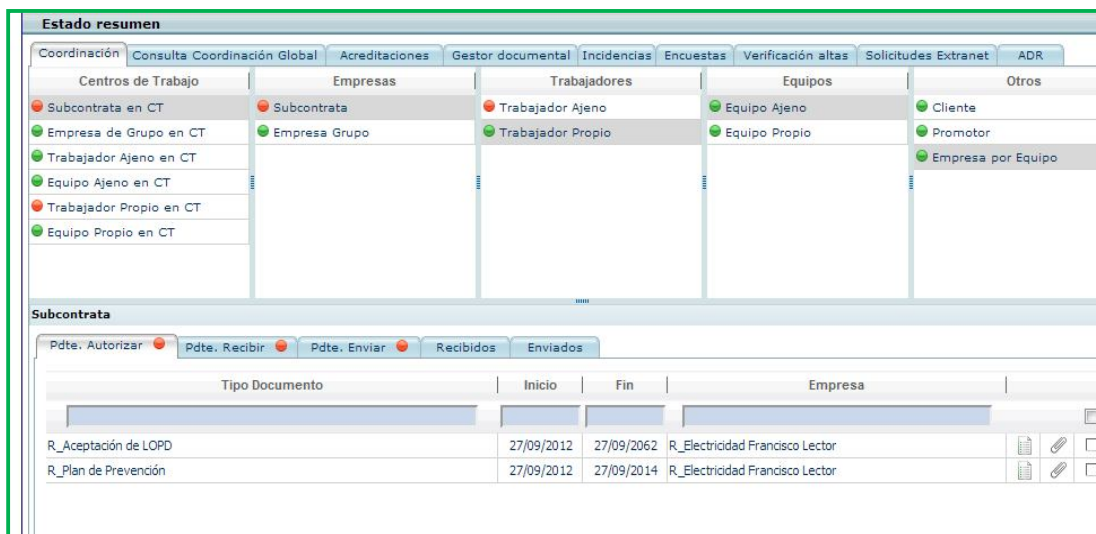 Estado resumen
Coordinación Consulta Coordinación Global Acreditaciones Gestor documental Incidencias Encuestas Verificación altas Solicitudes Extranet ADR
Centros de Trabajo Empresas Trabajadores Equipos Otros
Subcontrata en CT Subcontrata Trabajador Ajeno Equipo Ajeno Cliente
Empresa de Grupo en CT Empresa Grupo Trabajador Propio Equipo Propio Promotor
Trabajador Ajeno en CT Empresa por Equipo
Equipo Ajeno en CT
Trabajador Propio en CT
Equipo Propio en CT
Subcontrata
Pdte. Autorizar Pdte. Recibir Pdte. Enviar Recibidos Enviados
Tipo Documento Inicio Fin Empresa
R_Aceptación de LOPD 27/09/2012 27/09/2062 R_Electricidad Francisco Lector
R_Plan de Prevención 27/09/2012 27/09/2014 R_Electricidad Francisco Lector